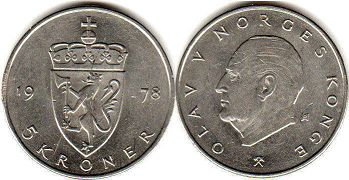 19 78
5 KRONER
OLAV V NORGES KONGE